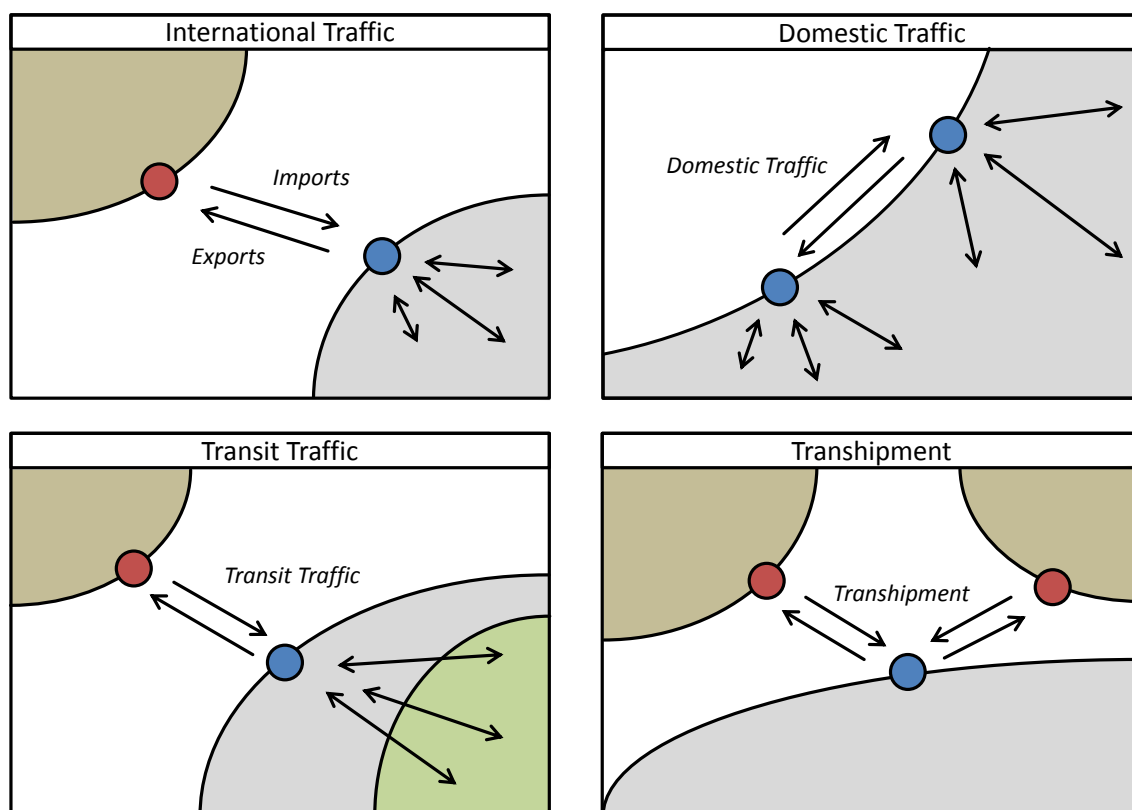 International Traffic
Imports
Exports
Domestic Traffic
Domestic Traffic
Transit Traffic
Transit Traffic
Transhipment
Transhipment